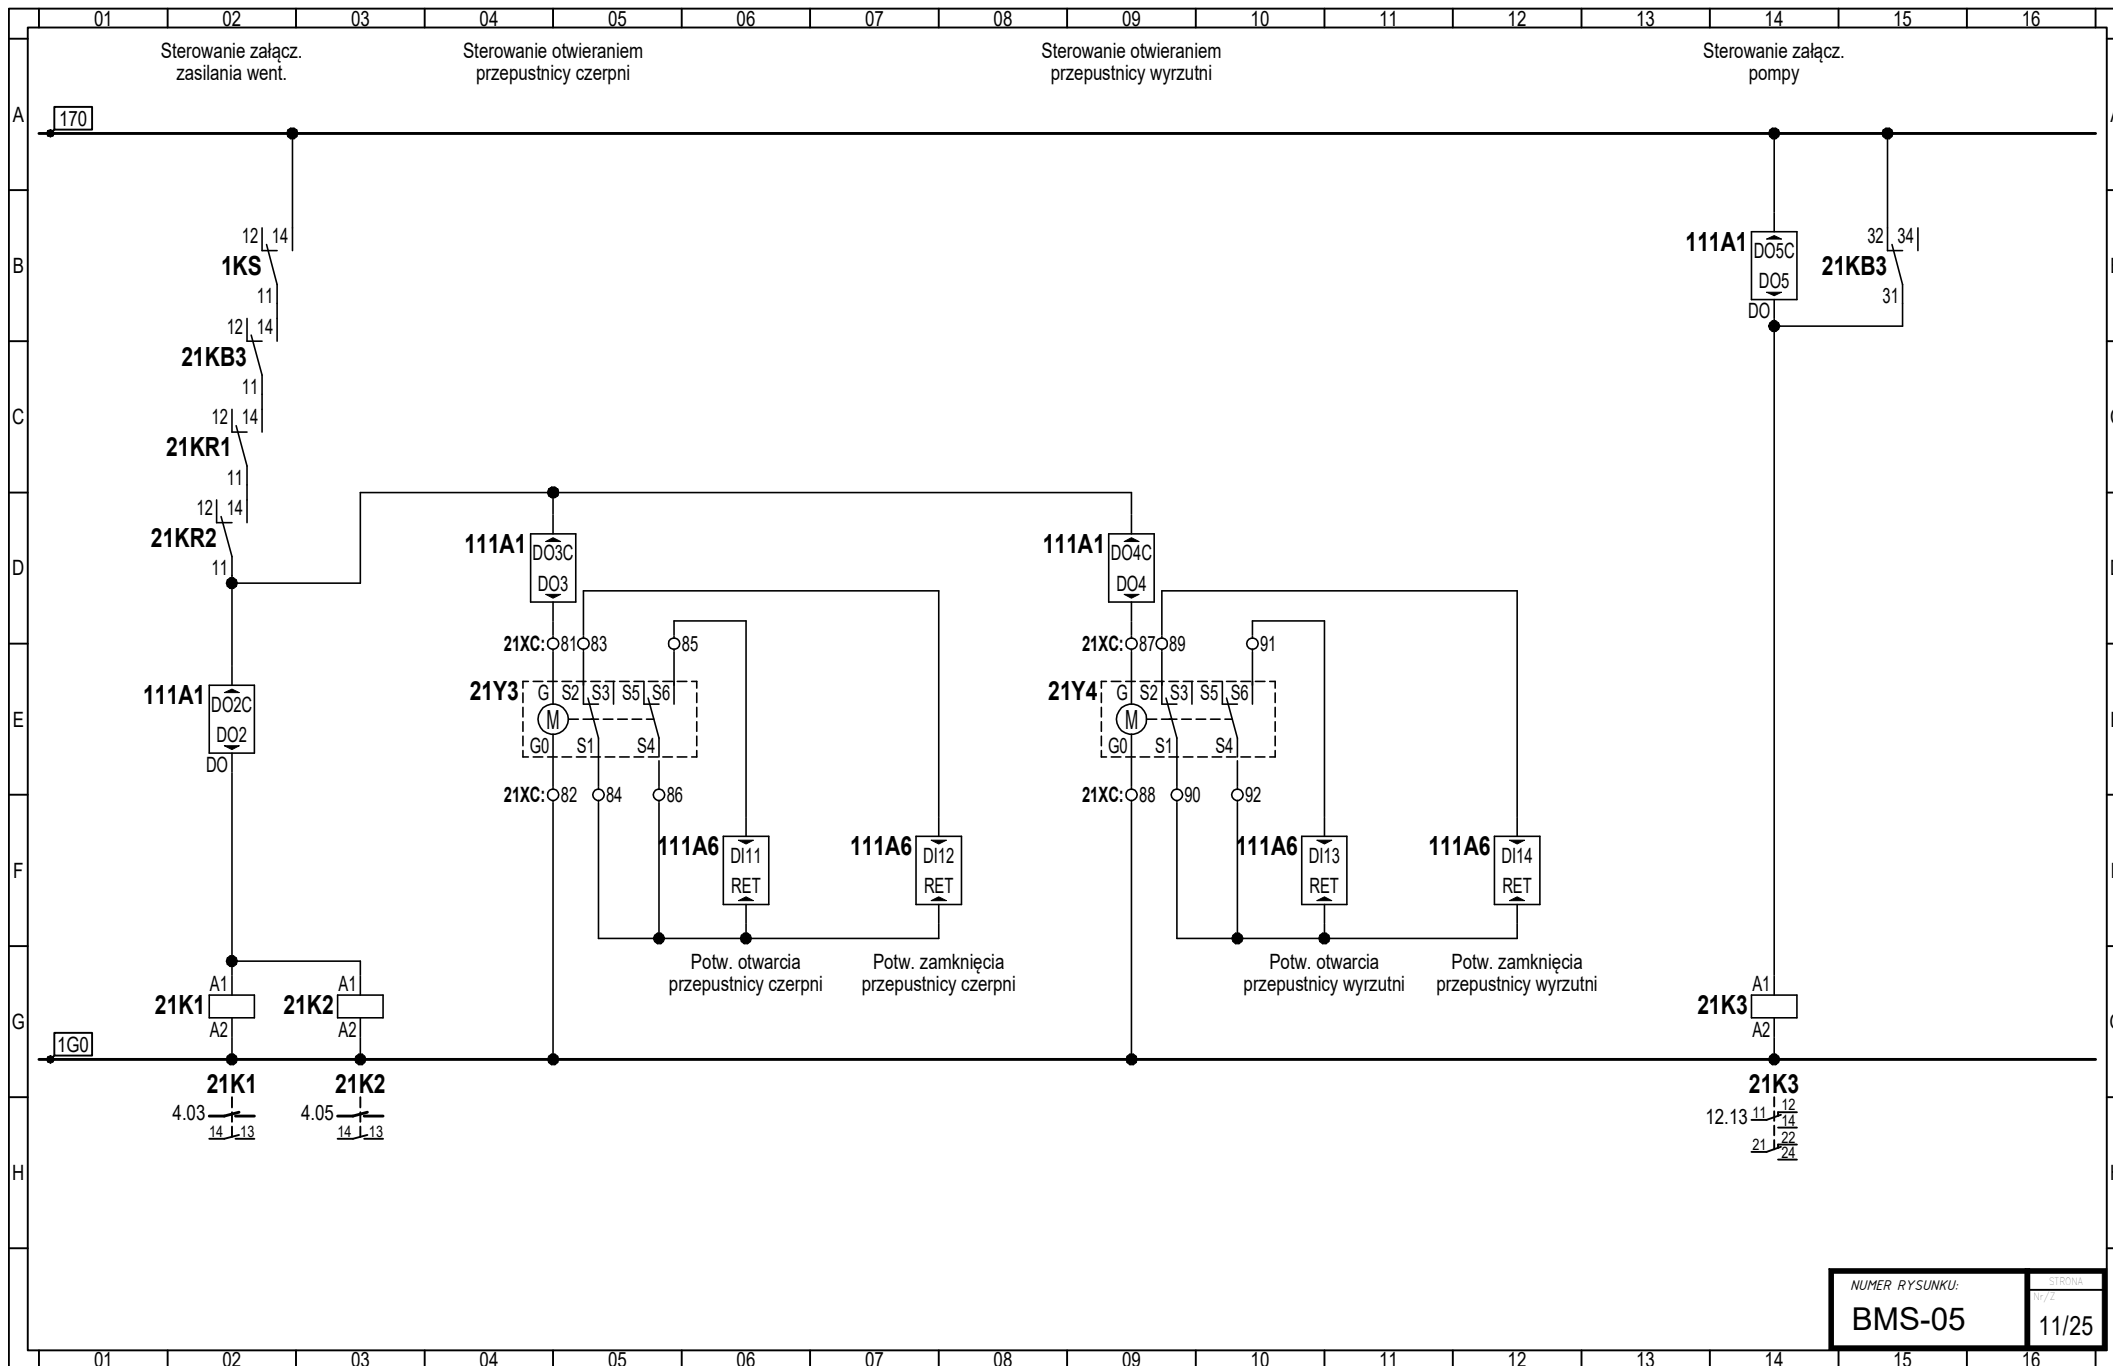 01 02 03 04 05 06 07 08 09 10 11 12 13 14 15 16
Sterowanie załącz.
zasilania went.
Sterowanie otwieraniem
przepustnicy czerpni
Sterowanie otwieraniem
przepustnicy wyrzutni
Sterowanie załącz.
pompy
A
170
B
12 14
1KS
11
12 14
21KB3
11
C
12 14
21KR1
11
12 14
21KR2
11
D
111A1
DO5C
DO5
DO
32 34
21KB3
31
111A1
DO3C
DO3
111A1
DO4C
DO4
21XC: 81 83 85
21XC: 87 89 91
E
111A1
DO2C
DO2
DO
21Y3
G S2 S3 S5 S6
M
G0 S1 S4
21Y4
G S2 S3 S5 S6
M
G0 S1 S4
21XC: 82 84 86
21XC: 88 90 92
F
111A6
DI11
RET
111A6
DI12
RET
111A6
DI13
RET
111A6
DI14
RET
Potw. otwarcia
przepustnicy czerpni
Potw. zamknięcia
przepustnicy czerpni
Potw. otwarcia
przepustnicy wyrzutni
Potw. zamknięcia
przepustnicy wyrzutni
G
A1
21K1
A2
A1
21K2
A2
A1
21K3
A2
1G0
21K1
4.03
14 13
21K2
4.05
14 13
21K3
12.13 11 12
14
21 22
24
H
NUMER RYSUNKU:
BMS-05
STRONA
Nr/Z
11/25
01 02 03 04 05 06 07 08 09 10 11 12 13 14 15 16